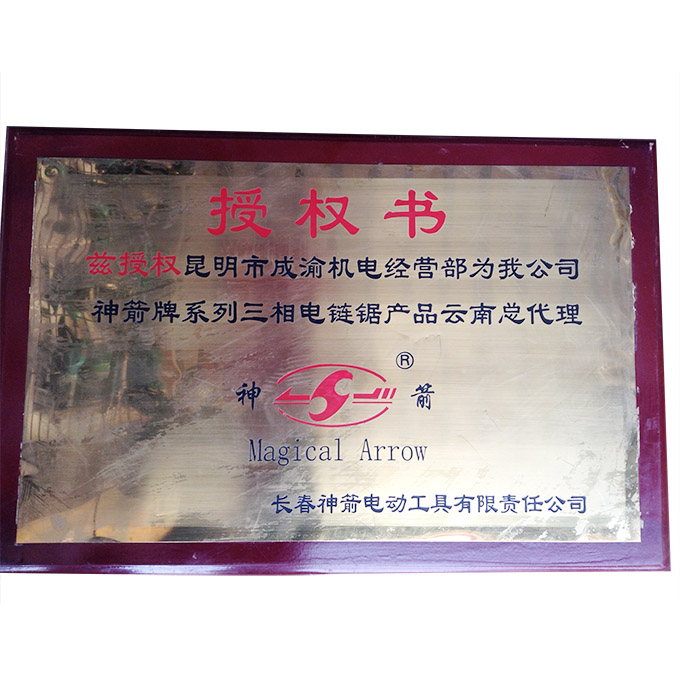 授权书
兹授权昆明市成渝机电经营部为我公司
神箭牌系列三相电链锯产品云南总代理
神 ® 箭
Magical Arrow
长春神箭电动工具有限责任公司